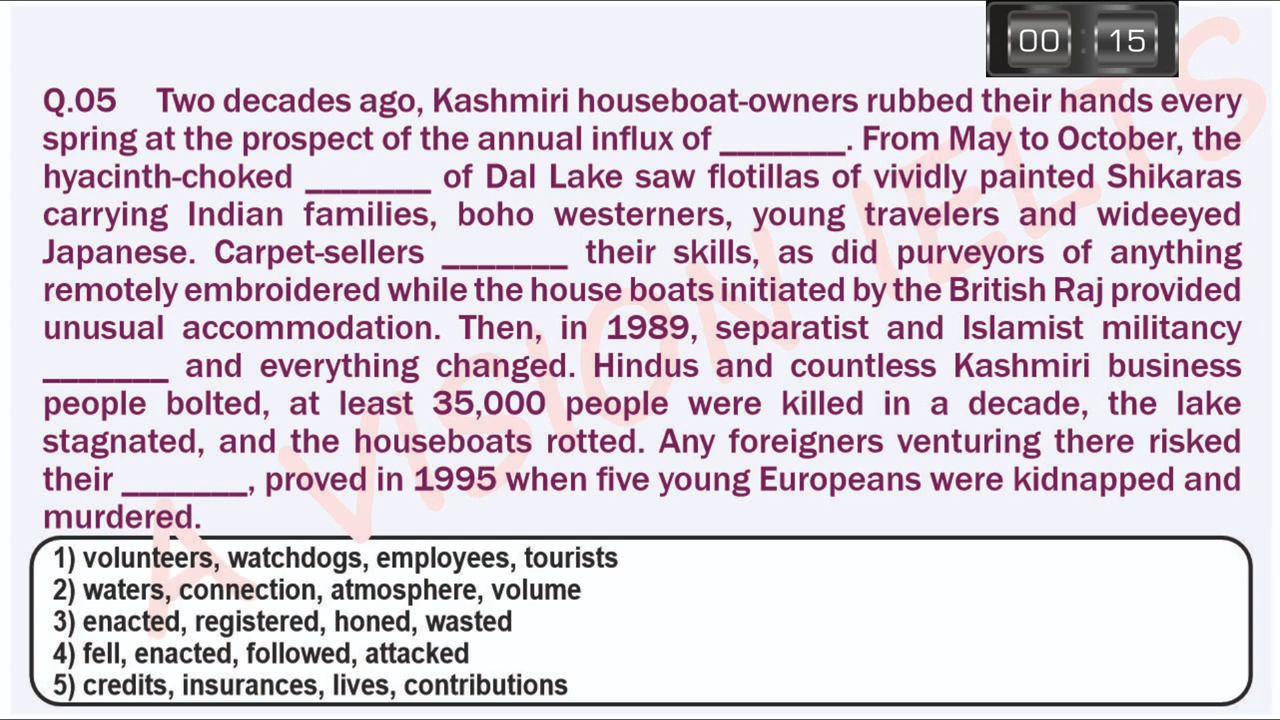 00 : 15
Q.05 Two decades ago, Kashmiri houseboat-owners rubbed their hands every
spring at the prospect of the annual influx of _______. From May to October, the
hyacinth-choked _______ of Dal Lake saw flotillas of vividly painted Shikaras
carrying Indian families, boho westerners, young travelers and wideeyed
Japanese. Carpet-sellers _______ their skills, as did purveyors of anything
remotely embroidered while the house boats initiated by the British Raj provided
unusual accommodation. Then, in 1989, separatist and Islamist militancy
_______ and everything changed. Hindus and countless Kashmiri business
people bolted, at least 35,000 people were killed in a decade, the lake
stagnated, and the houseboats rotted. Any foreigners venturing there risked
their _______, proved in 1995 when five young Europeans were kidnapped and
murdered.
1) volunteers, watchdogs, employees, tourists
2) waters, connection, atmosphere, volume
3) enacted, registered, honed, wasted
4) fell, enacted, followed, attacked
5) credits, insurances, lives, contributions
A VISION IELTS